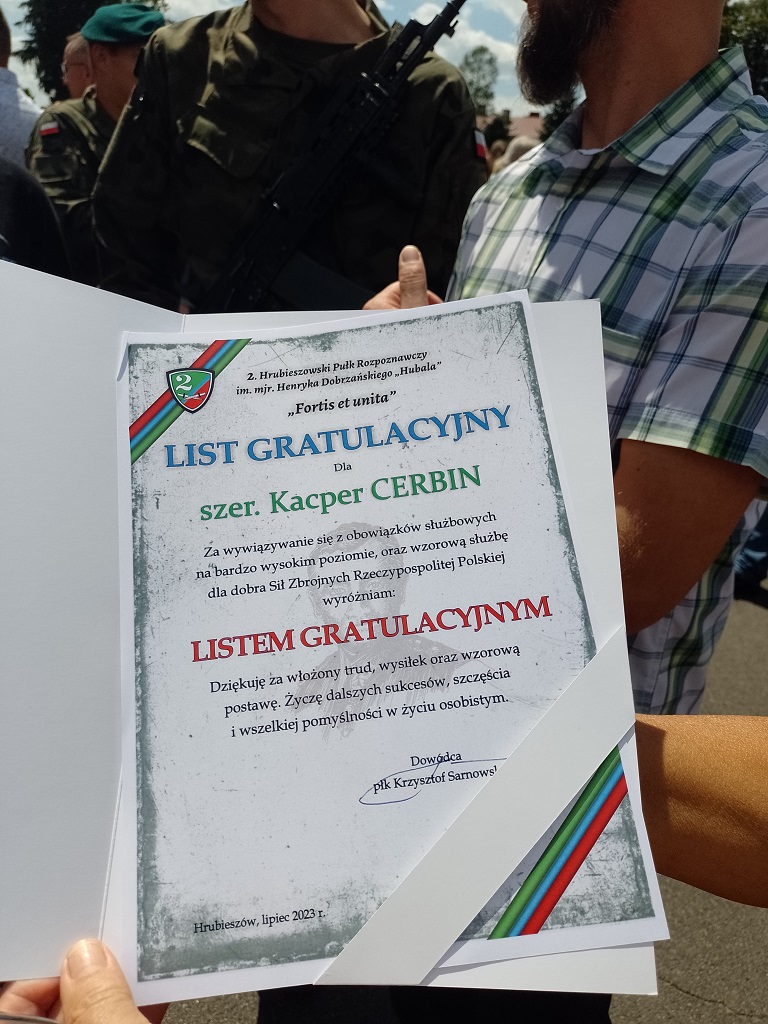 2
2. Hrubieszowski Pułk Rozpoznawczy
im. mjr. Henryka Dobrzańskiego „Hubala”
„Fortis et unita”
LIST GRATULACYJNY
Dla
szer. Kacper CERBIN
Za wywiązywanie się z obowiązków służbowych
na bardzo wysokim poziomie, oraz wzorową służbę
dla dobra Sił Zbrojnych Rzeczypospolitej Polskiej
wyróżniam:
LISTEM GRATULACYJNYM
Dziękuję za włożony trud, wysiłek oraz wzorową
postawę. Życzę dalszych sukcesów, szczęścia
i wszelkiej pomyślności w życiu osobistym.
Dowódca
płk Krzysztof Sarnows
Hrubieszów, lipiec 2023 r.